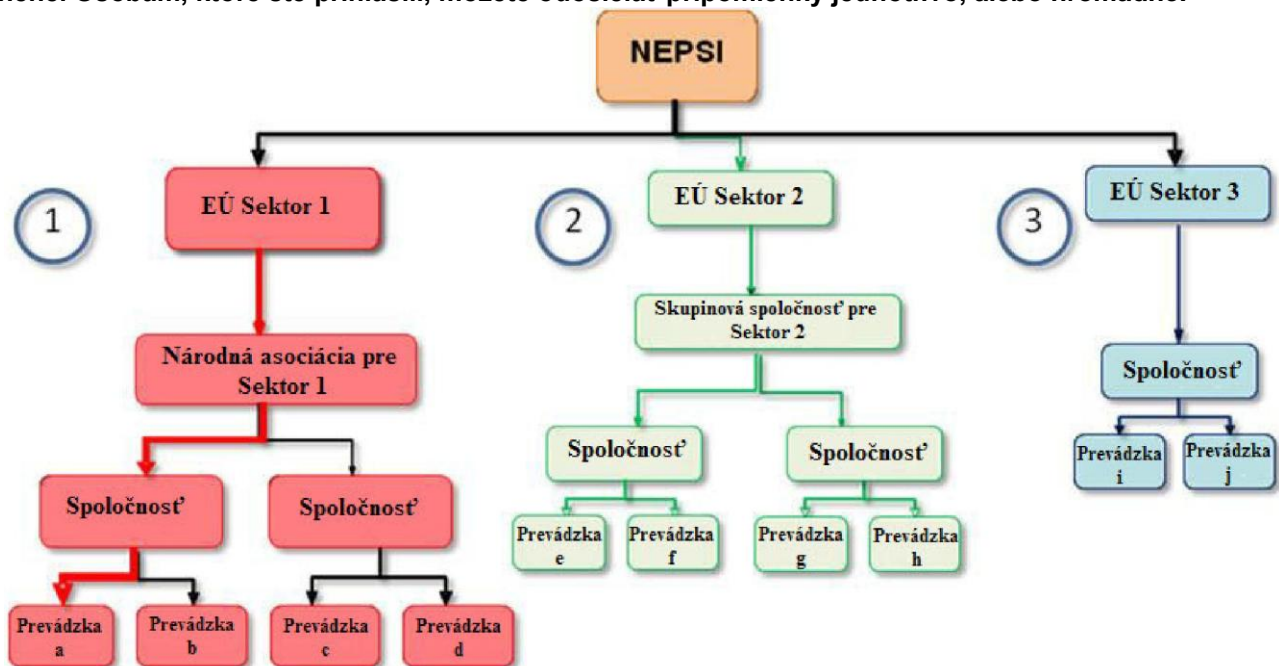 NEPSI
EÚ Sektor 1
EÚ Sektor 2
EÚ Sektor 3
1
2
3
Skupinová spoločnosť pre
Sektor 2
Národná asociácia pre
Sektor 1
Spoločnosť
Spoločnosť
Spoločnosť
Spoločnosť
Spoločnosť
Prevádzka
i
Prevádzka
j
Prevádzka
e
Prevádzka
f
Prevádzka
g
Prevádzka
h
Prevádzka
a
Prevádzka
b
Prevádzka
c
Prevádzka
d